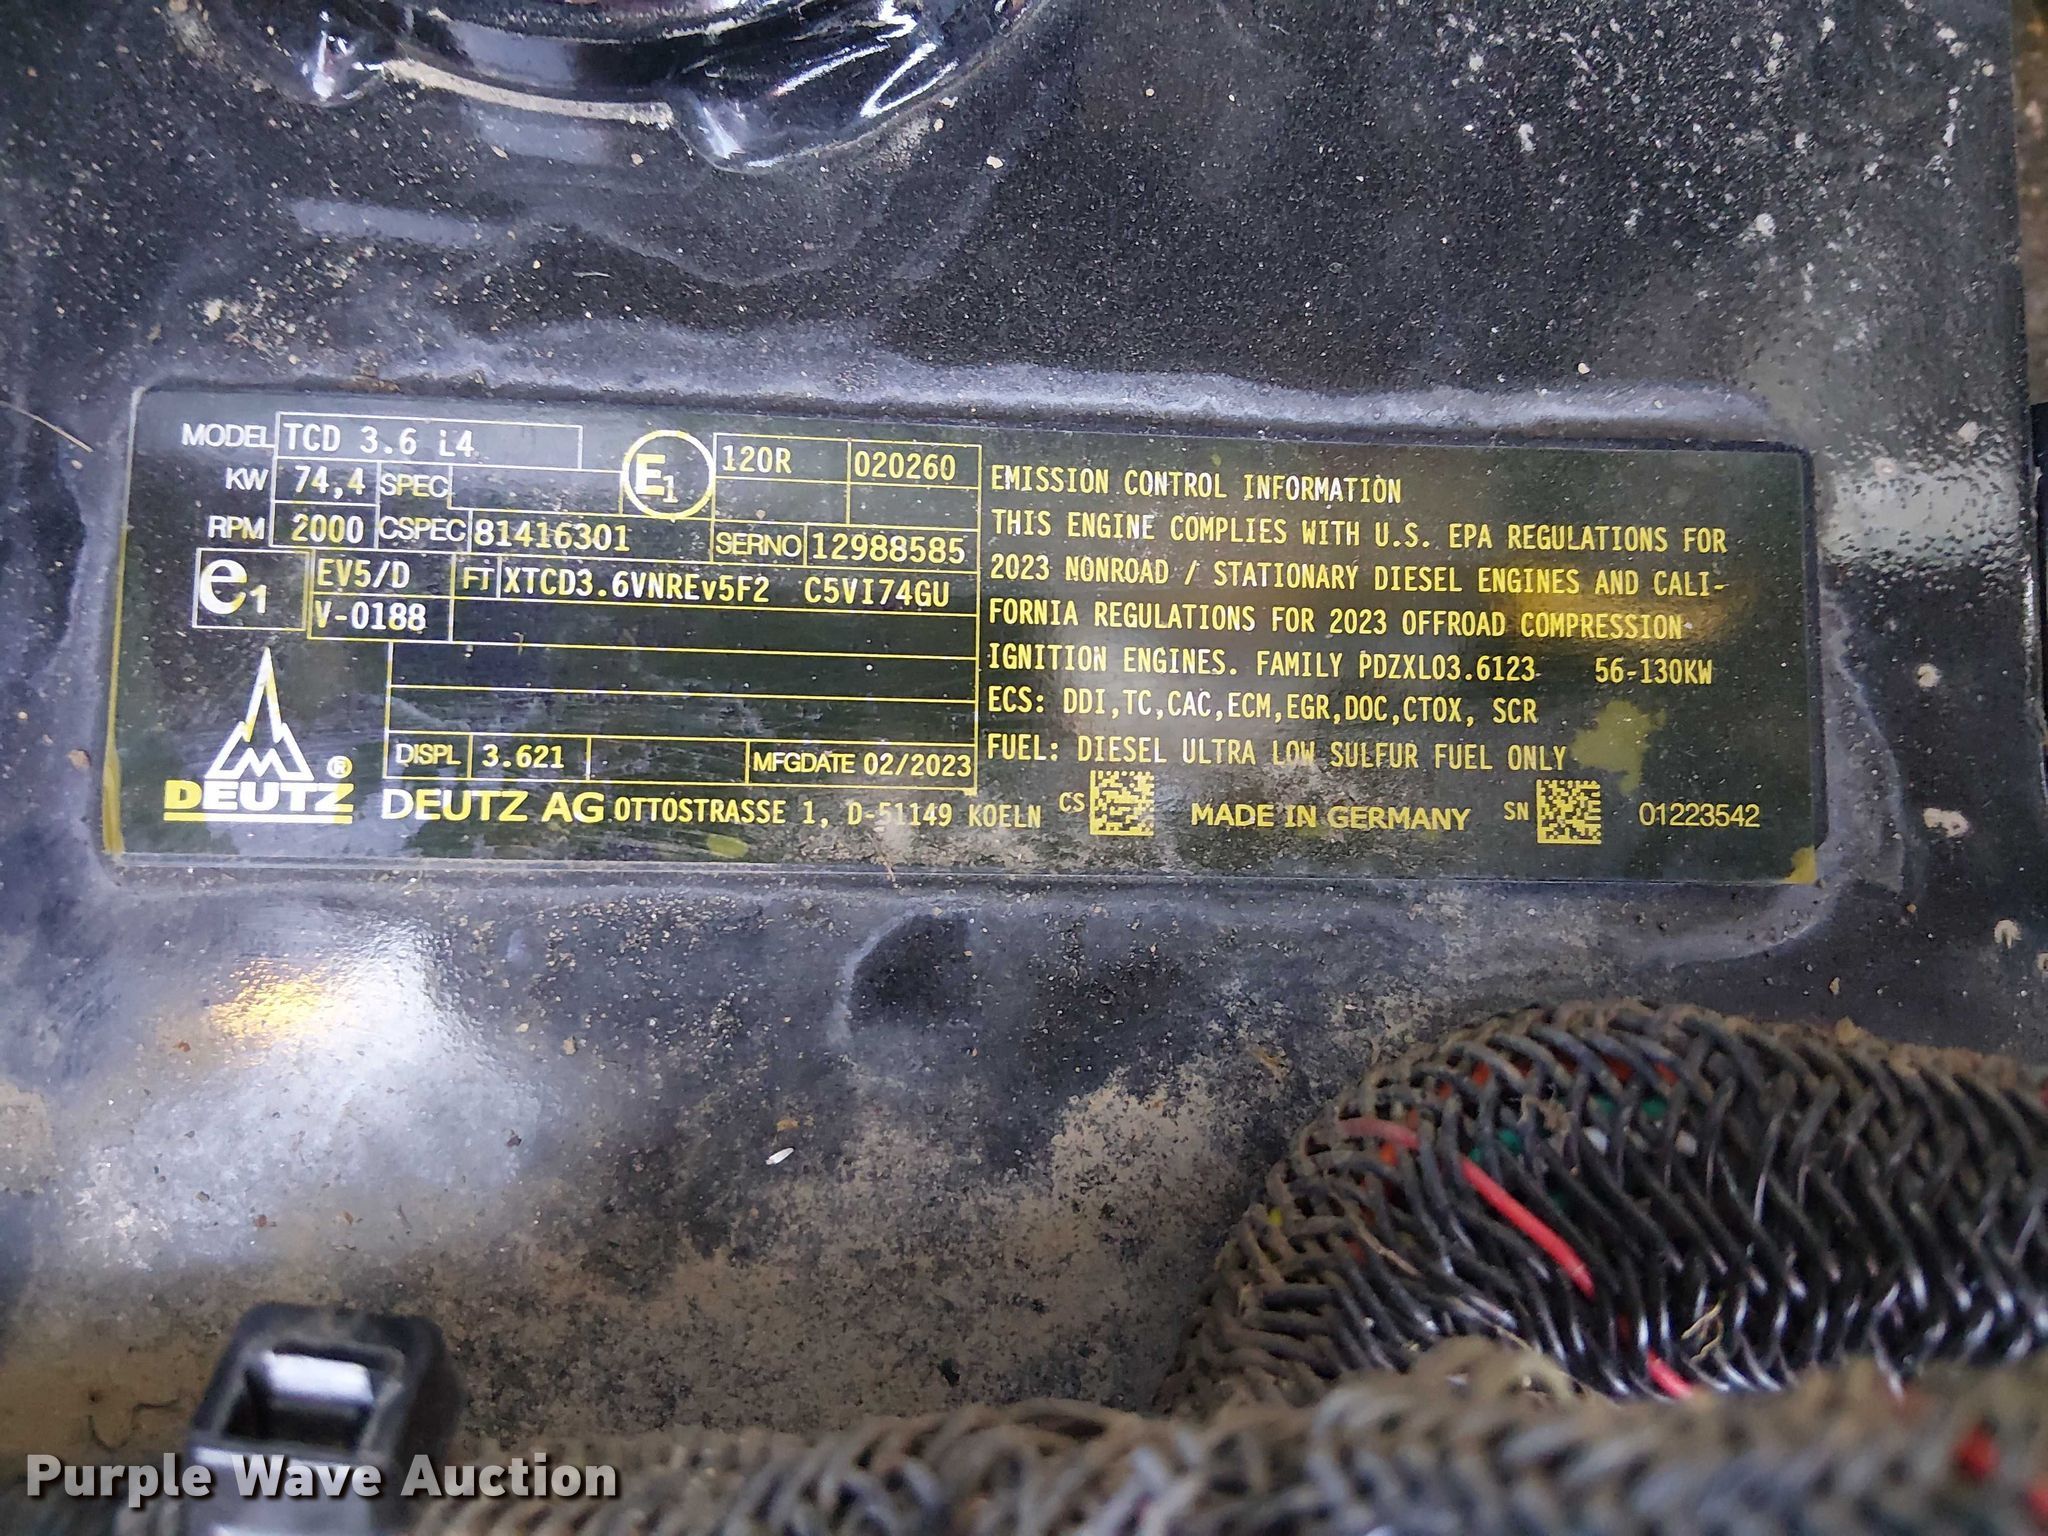 MODEL TCD 3.6 L4
KW 74,4 SPEC
RPM 2000 CSPEC 81416301 SERNO 12988585
E1 120R 020260
e1 EV5/D FT XTCD3.6VNREv5F2 C5VI74GU
V-0188
DISPL 3.621 MFGDATE 02/2023
DEUTZ ®
DEUTZ AG OTTOSTRASSE 1, D-51149 KOELN
EMISSION CONTROL INFORMATION
THIS ENGINE COMPLIES WITH U.S. EPA REGULATIONS FOR
2023 NONROAD / STATIONARY DIESEL ENGINES AND CALI-
FORNIA REGULATIONS FOR 2023 OFFROAD COMPRESSION
IGNITION ENGINES. FAMILY PDZXL03.6123 56-130KW
ECS: DDI,TC,CAC,ECM,EGR,DOC,CTOX, SCR
FUEL: DIESEL ULTRA LOW SULFUR FUEL ONLY
CS MADE IN GERMANY SN 01223542
Purple Wave Auction